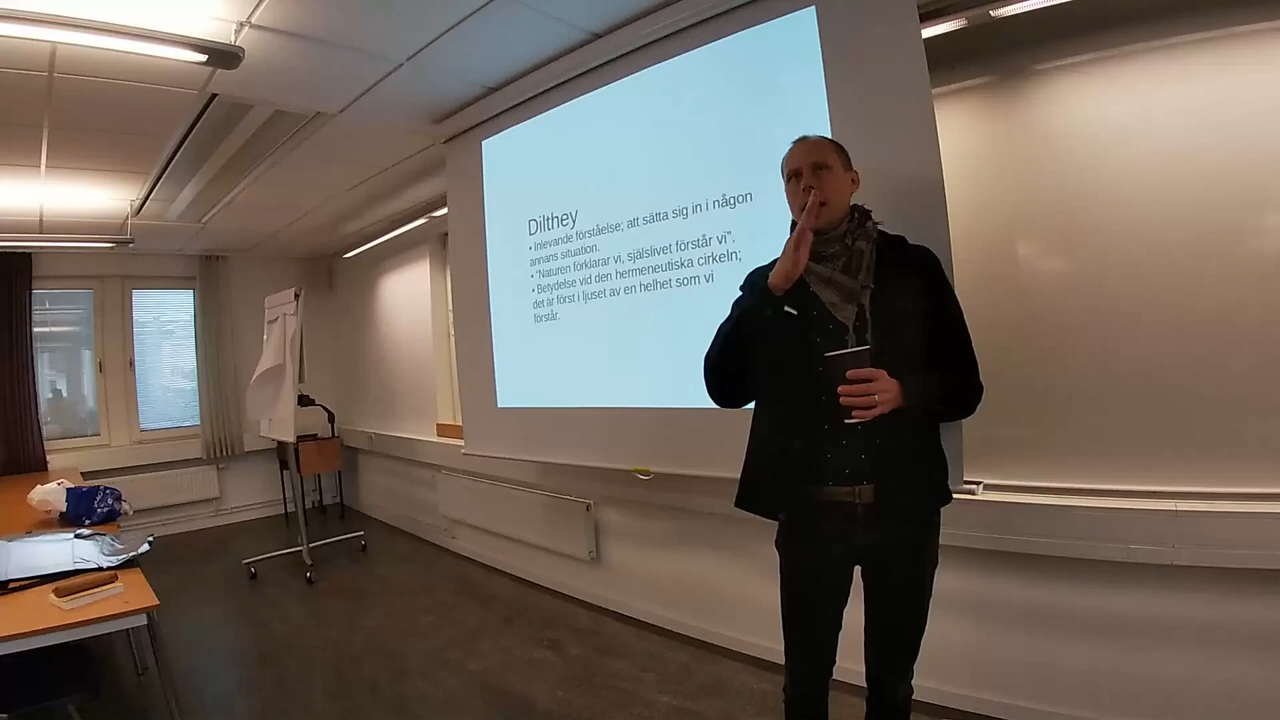 Dilthey
• Inlevande förståelse; att sätta sig in i någon
annans situation.
• "Naturen förklarar vi, själslivet förstår vi".
• Betydelse vid den hermeneutiska cirkeln;
det är först i ljuset av en helhet som vi
förstår.